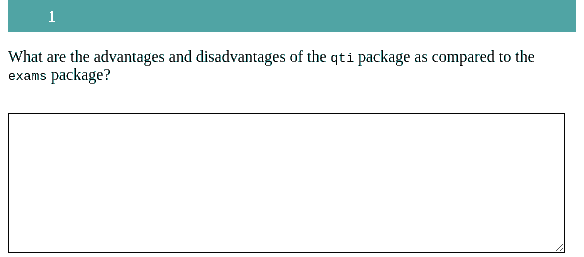 1
What are the advantages and disadvantages of the qti package as compared to the
exams package?